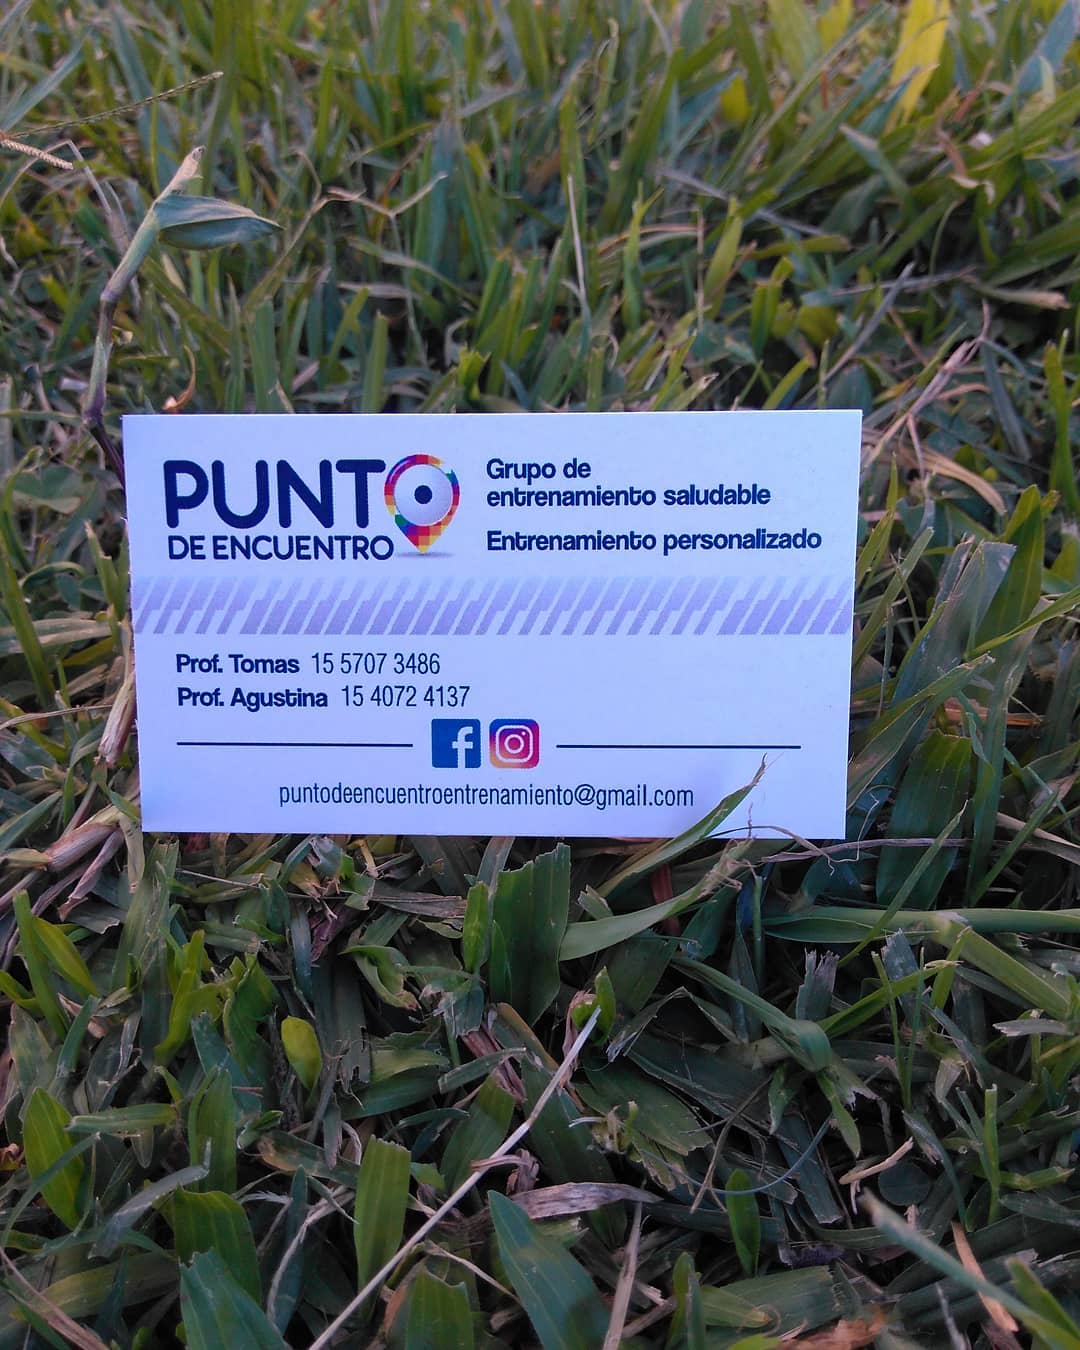 PUNTO
DE ENCUENTRO
Grupo de
entrenamiento saludable
Entrenamiento personalizado
Prof. Tomas 15 5707 3486
Prof. Agustina 15 4072 4137
puntodeencuentroentrenamiento@gmail.com